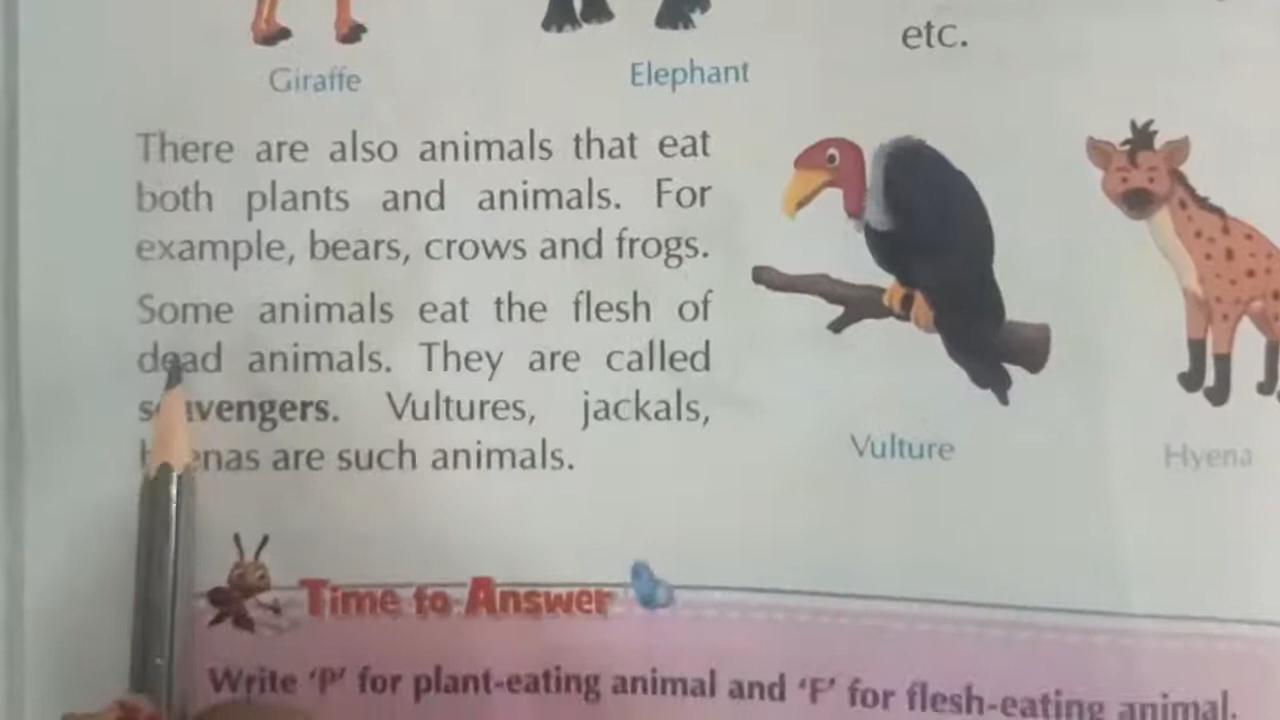 etc.
Giraffe
Elephant
There are also animals that eat
both plants and animals. For
example, bears, crows and frogs.
Some animals eat the flesh of
dead animals. They are called
scavengers. Vultures, jackals,
hyenas are such animals.
Vulture
Hyena
Time to Answer
Write 'P' for plant-eating animal and 'F' for flesh-eating animal.